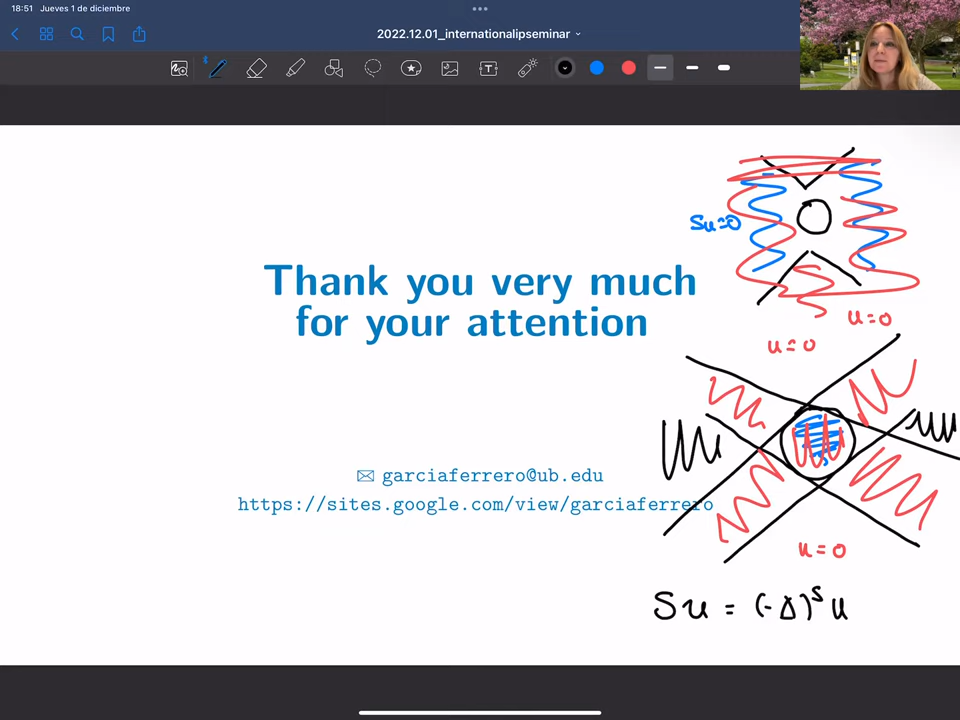 18:51 Jueves 1 de diciembre
2022.12.01_internationalipseminar
Su=0
Thank you very much
for your attention
u=0
u=0
garciaferrero@ub.edu
https://sites.google.com/view/garciaferrero
u=0
Su = (-Δ)ˢu